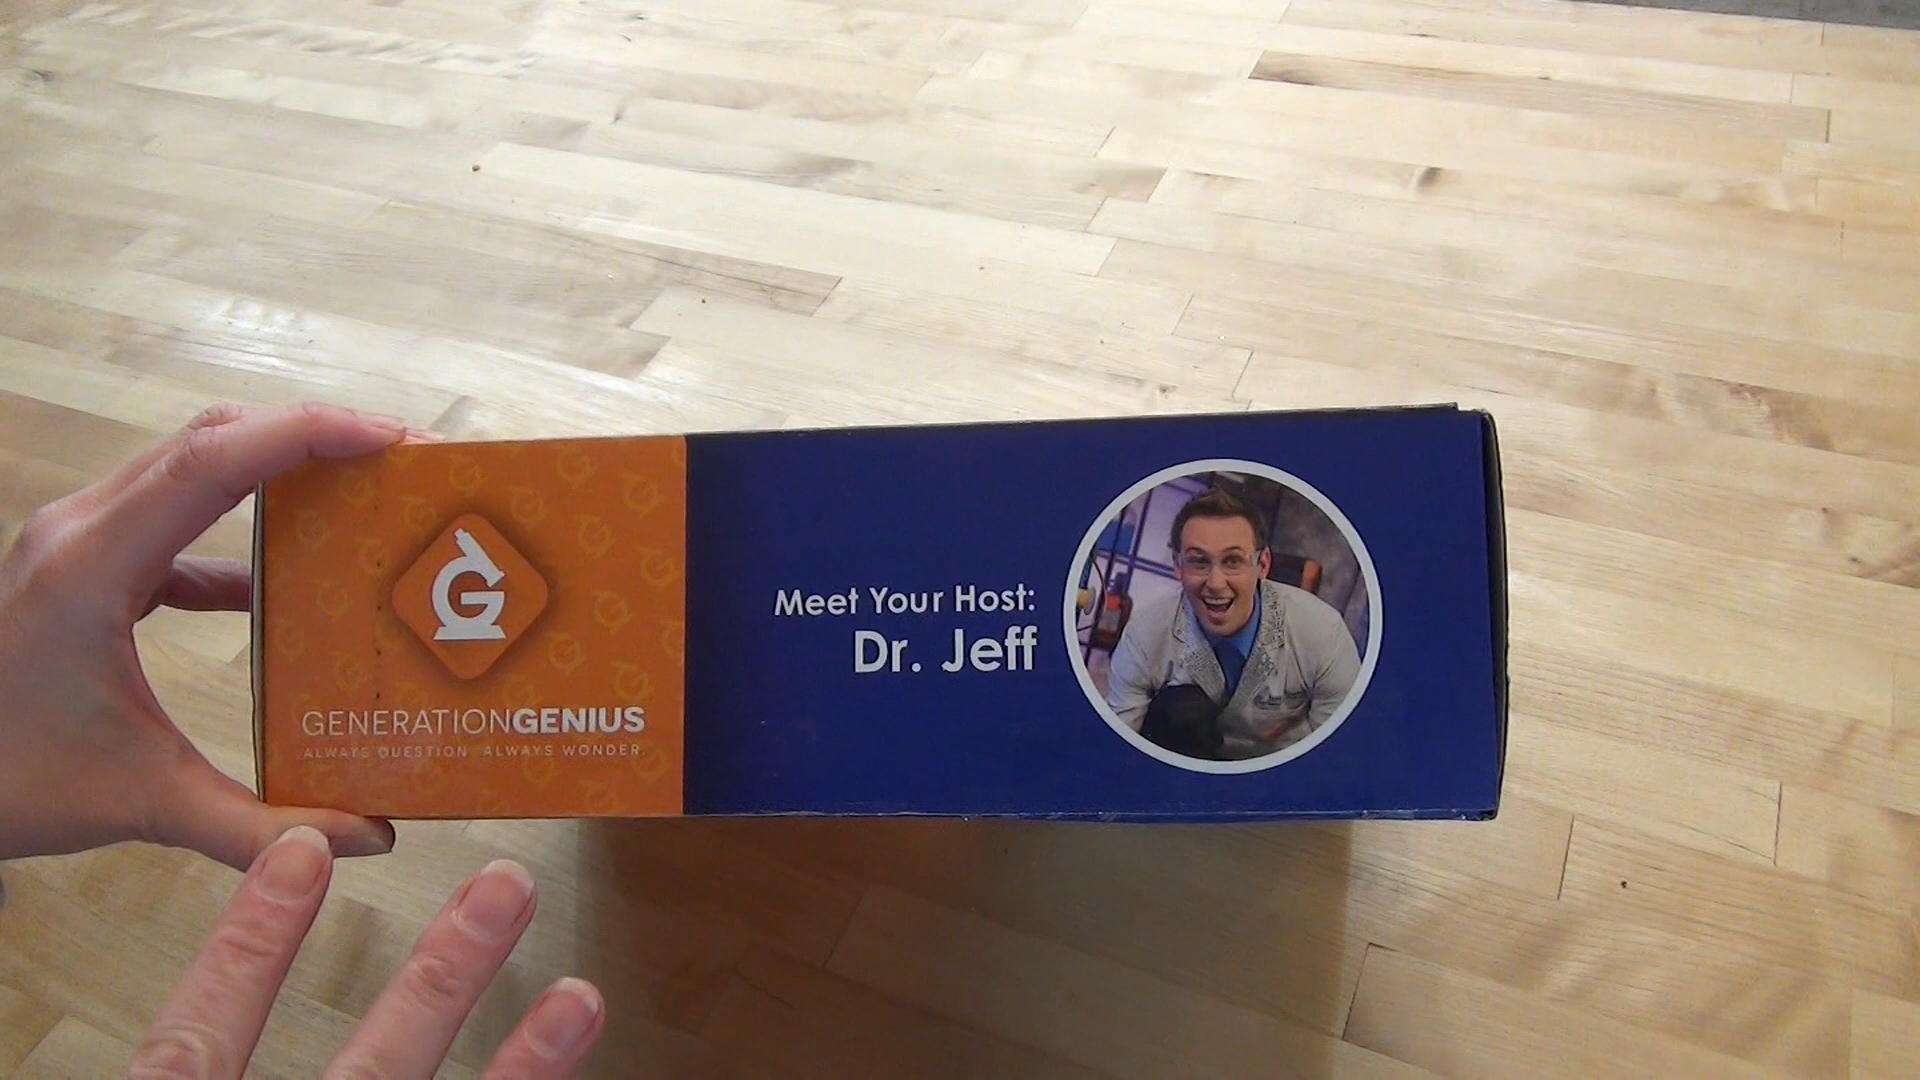 GENERATIONGENIUS
ALWAYS QUESTION ALWAYS WONDER.
Meet Your Host:
Dr. Jeff